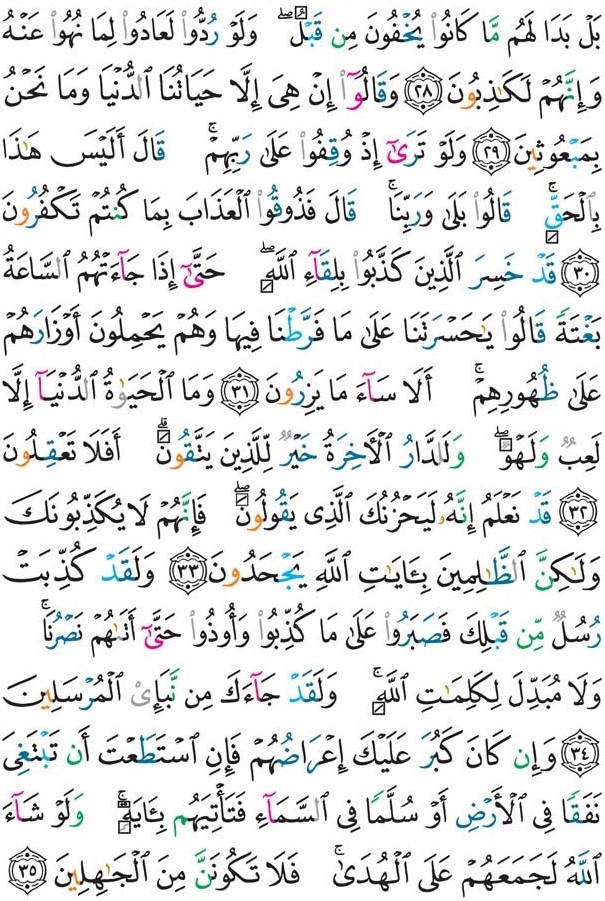 بَلْ بَدَا لَهُم مَّا كَانُوا۟ يُخْفُونَ مِن قَبْلُ ۖ وَلَوْ رُدُّوا۟ لَعَادُوا۟ لِمَا نُهُوا۟ عَنْهُ
وَإِنَّهُمْ لَكَـٰذِبُونَ ﴿٢٨﴾ وَقَالُوٓا۟ إِنْ هِىَ إِلَّا حَيَاتُنَا ٱلدُّنْيَا وَمَا نَحْنُ
بِمَبْعُوثِينَ ﴿٢٩﴾ وَلَوْ تَرَىٰٓ إِذْ وُقِفُوا۟ عَلَىٰ رَبِّهِمْ ۚ قَالَ أَلَيْسَ هَـٰذَا
بِٱلْحَقِّ ۚ قَالُوا۟ بَلَىٰ وَرَبِّنَا ۚ قَالَ فَذُوقُوا۟ ٱلْعَذَابَ بِمَا كُنتُمْ تَكْفُرُونَ
﴿٣٠﴾ قَدْ خَسِرَ ٱلَّذِينَ كَذَّبُوا۟ بِلِقَآءِ ٱللَّهِ ۖ حَتَّىٰٓ إِذَا جَآءَتْهُمُ ٱلسَّاعَةُ
بَغْتَةً قَالُوا۟ يَـٰحَسْرَتَنَا عَلَىٰ مَا فَرَّطْنَا فِيهَا وَهُمْ يَحْمِلُونَ أَوْزَارَهُمْ
عَلَىٰ ظُهُورِهِمْ ۚ أَلَا سَآءَ مَا يَزِرُونَ ﴿٣١﴾ وَمَا ٱلْحَيَوٰةُ ٱلدُّنْيَآ إِلَّا
لَعِبٌ وَلَهْوٌ ۖ وَلَلدَّارُ ٱلْـَٔاخِرَةُ خَيْرٌ لِّلَّذِينَ يَتَّقُونَ ۗ أَفَلَا تَعْقِلُونَ
﴿٣٢﴾ قَدْ نَعْلَمُ إِنَّهُۥ لَيَحْزُنُكَ ٱلَّذِى يَقُولُونَ ۖ فَإِنَّهُمْ لَا يُكَذِّبُونَكَ
وَلَـٰكِنَّ ٱلظَّـٰلِمِينَ بِـَٔايَـٰتِ ٱللَّهِ يَجْحَدُونَ ﴿٣٣﴾ وَلَقَدْ كُذِّبَتْ
رُسُلٌ مِّن قَبْلِكَ فَصَبَرُوا۟ عَلَىٰ مَا كُذِّبُوا۟ وَأُوذُوا۟ حَتَّىٰٓ أَتَىٰهُمْ نَصْرُنَا ۚ
وَلَا مُبَدِّلَ لِكَلِمَـٰتِ ٱللَّهِ ۚ وَلَقَدْ جَآءَكَ مِن نَّبَإِى۟ ٱلْمُرْسَلِينَ
﴿٣٤﴾ وَإِن كَانَ كَبُرَ عَلَيْكَ إِعْرَاضُهُمْ فَإِنِ ٱسْتَطَعْتَ أَن تَبْتَغِىَ
نَفَقًا فِى ٱلْأَرْضِ أَوْ سُلَّمًا فِى ٱلسَّمَآءِ فَتَأْتِيَهُم بِـَٔايَةٍ ۚ وَلَوْ شَآءَ
ٱللَّهُ لَجَمَعَهُمْ عَلَى ٱلْهُدَىٰ ۚ فَلَا تَكُونَنَّ مِنَ ٱلْجَـٰهِلِينَ ﴿٣٥﴾